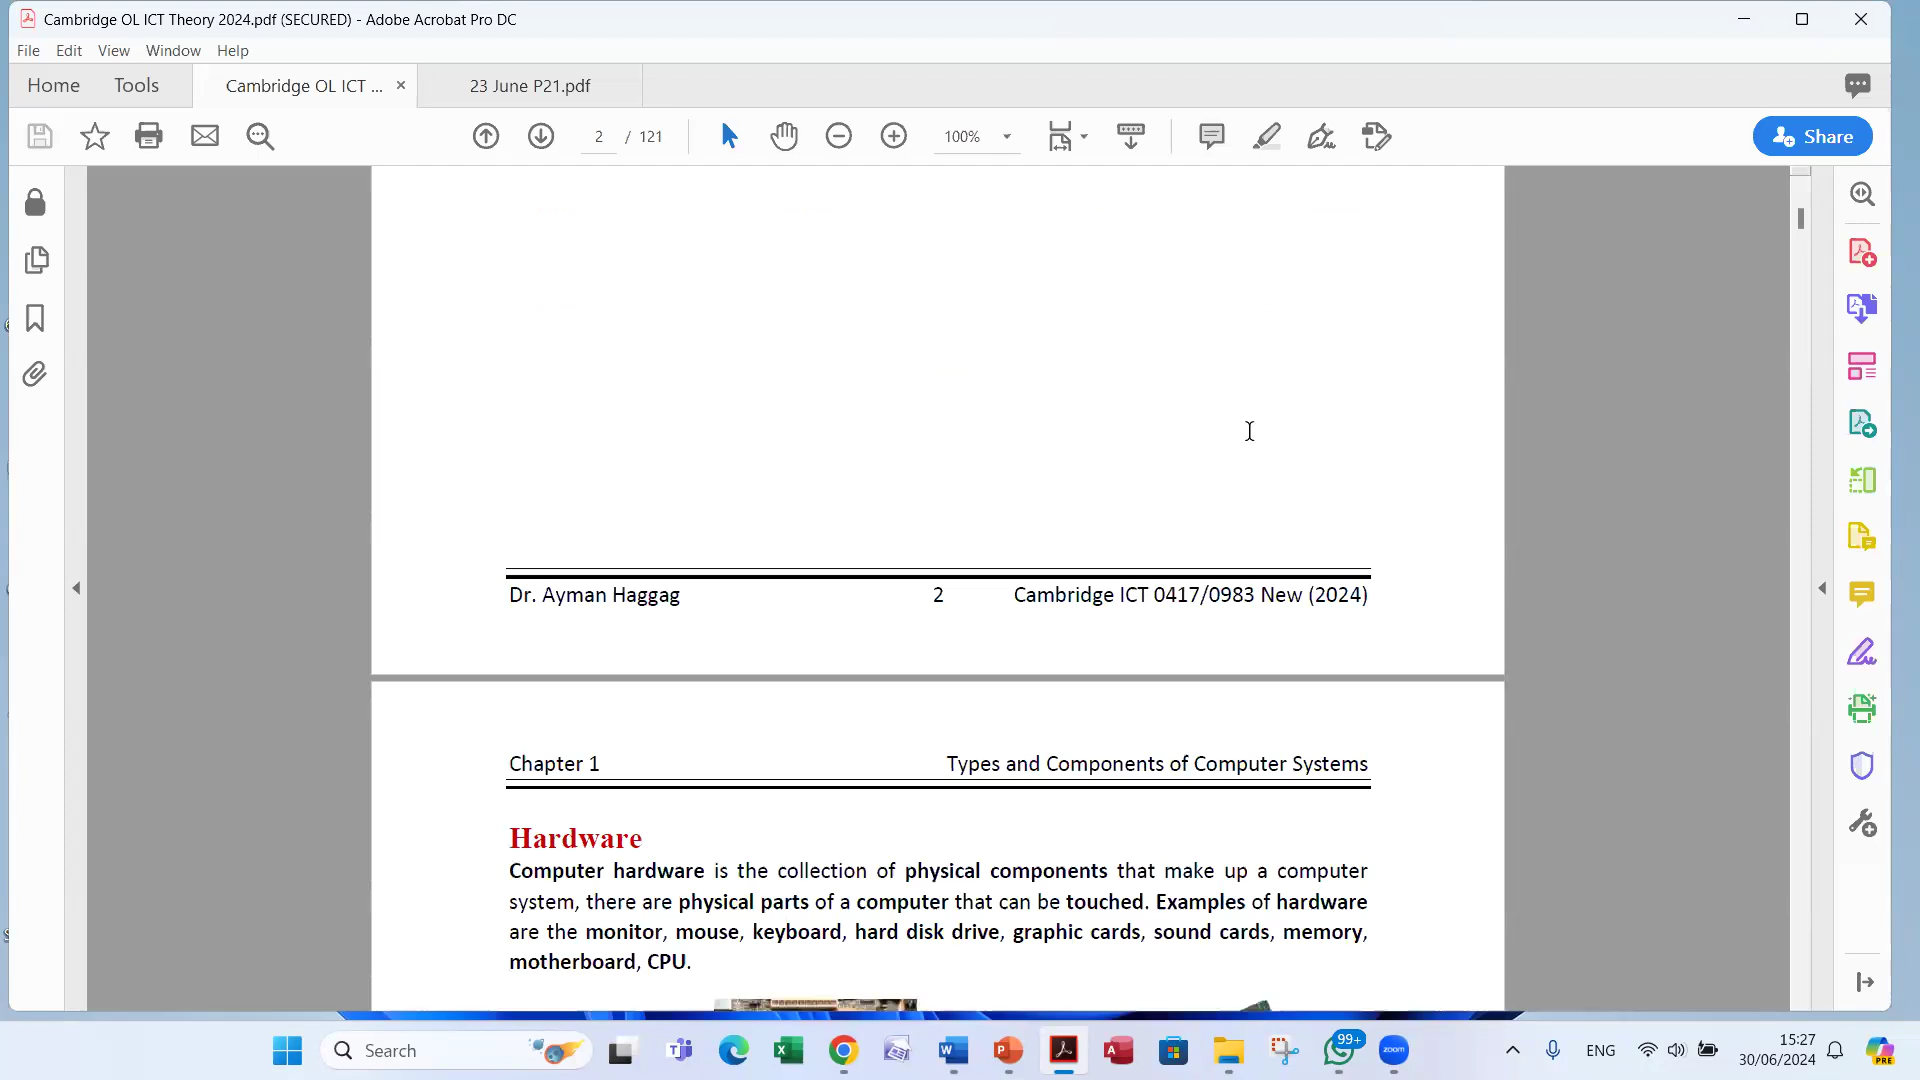 Cambridge OL ICT Theory 2024.pdf (SECURED) - Adobe Acrobat Pro DC
File Edit View Window Help
Home Tools Cambridge OL ICT ... × 23 June P21.pdf
2 / 121 100% Share
Dr. Ayman Haggag 2 Cambridge ICT 0417/0983 New (2024)
Chapter 1 Types and Components of Computer Systems
Hardware
Computer hardware is the collection of physical components that make up a computer
system, there are physical parts of a computer that can be touched. Examples of hardware
are the monitor, mouse, keyboard, hard disk drive, graphic cards, sound cards, memory,
motherboard, CPU.
Search 99+ zoom ENG 15:27
30/06/2024 PRE